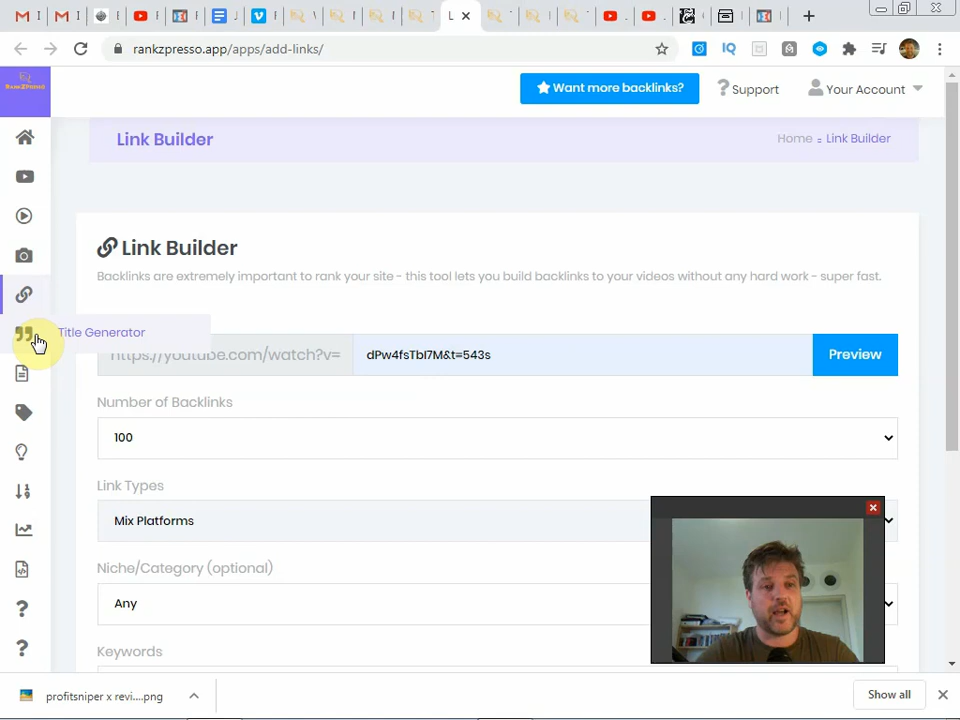 rankzpresso.app/apps/add-links/
IQ
RANKZPRESSO
Want more backlinks?
Support
Your Account
Link Builder
Home
Link Builder
Link Builder
Backlinks are extremely important to rank your site - this tool lets you build backlinks to your videos without any hard work - super fast.
Title Generator
https://youtube.com/watch?v=
dPw4fsTbI7M&t=543s
Preview
Number of Backlinks
100
Link Types
Mix Platforms
Niche/Category (optional)
Any
Keywords
profitsniper x revi....png
Show all